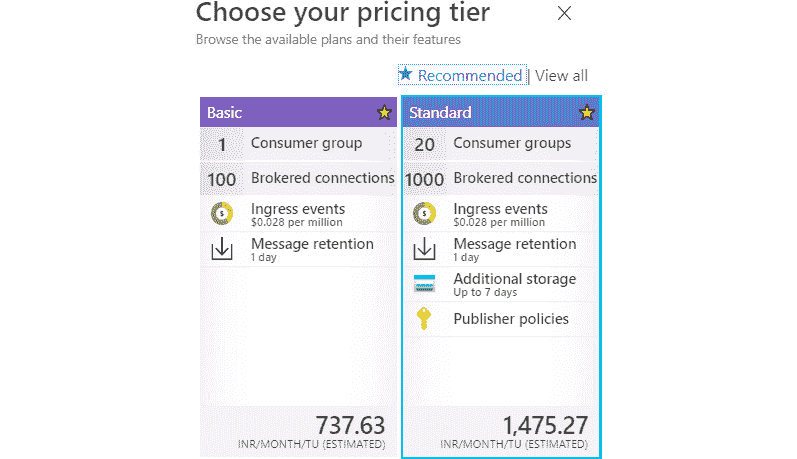 Choose your pricing tier
Browse the available plans and their features
Recommended | View all
Basic
1 Consumer group
100 Brokered connections
$
Ingress events
$0.028 per million
Message retention
1 day
737.63
INR/MONTH/TU (ESTIMATED)
Standard
20 Consumer groups
1000 Brokered connections
$
Ingress events
$0.028 per million
Message retention
1 day
Additional storage
Up to 7 days
Publisher policies
1,475.27
INR/MONTH/TU (ESTIMATED)